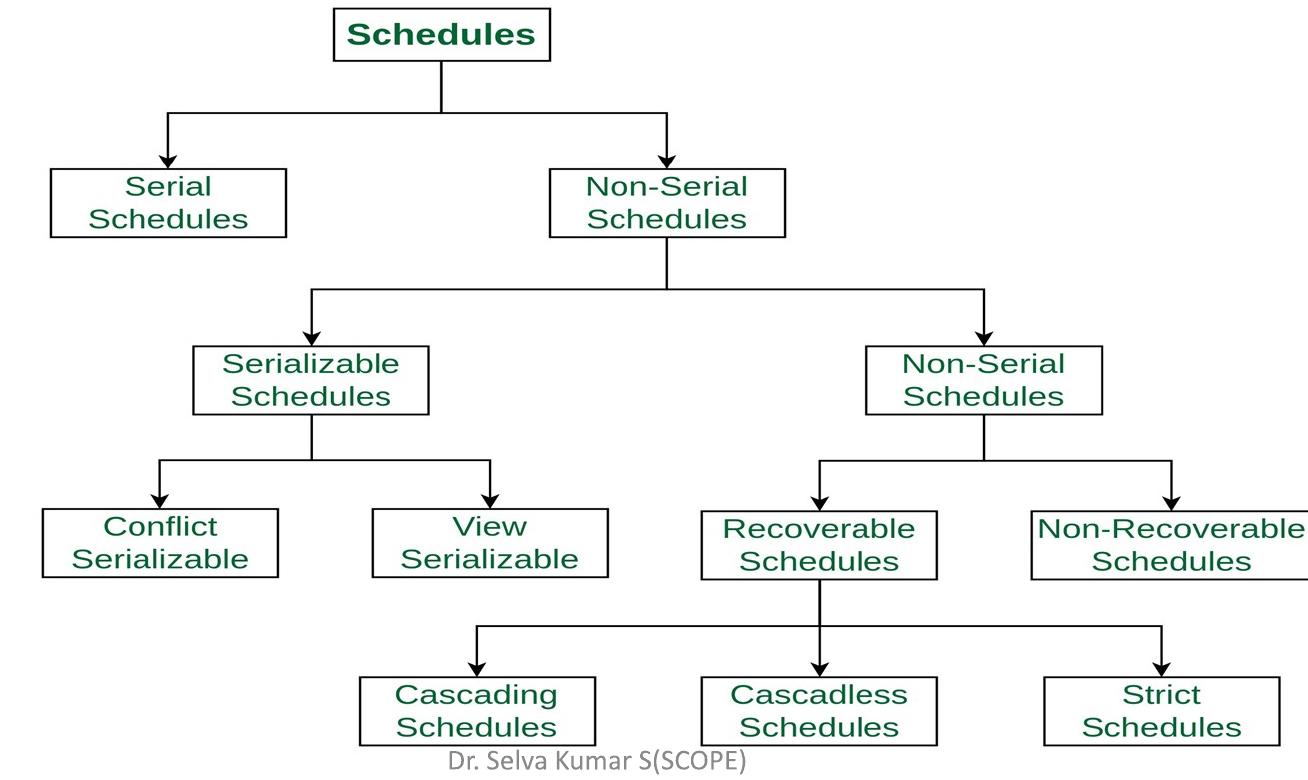 Schedules
Serial
Schedules
Non-Serial
Schedules
Serializable
Schedules
Non-Serial
Schedules
Conflict
Serializable
View
Serializable
Recoverable
Schedules
Non-Recoverable
Schedules
Cascading
Schedules
Cascadless
Schedules
Strict
Schedules
Dr. Selva Kumar S(SCOPE)